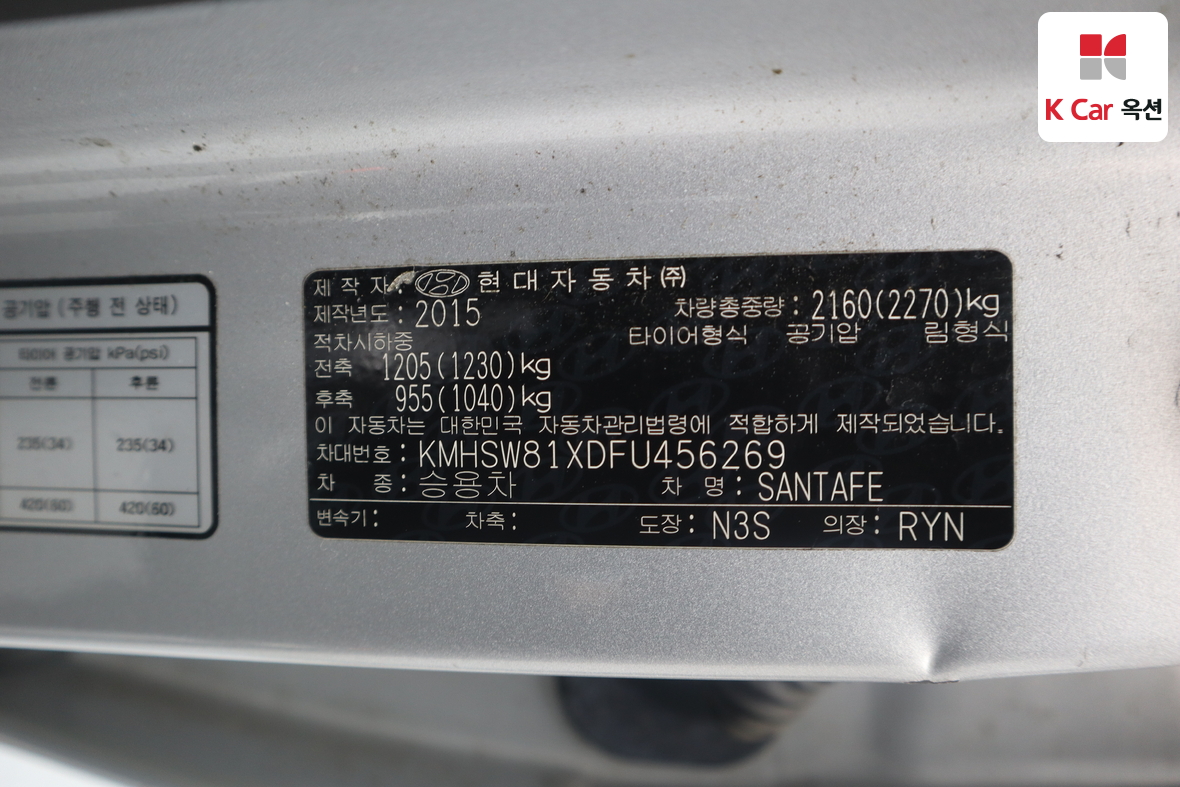 K Car 옥션
공기압 (주행 전 상태)
타이어 공기압 kPa(psi)
전륜 후륜
235(34) 235(34)
420(60) 420(60)
제 작 자 : 현 대 자 동 차 ㈜
제작년도 : 2015 차량총중량 : 2160(2270)kg
적차시하중 타이어형식 공기압 림형식
전축 1205(1230)kg
후축 955(1040)kg
이 자동차는 대한민국 자동차관리법령에 적합하게 제작되었습니다.
차대번호 : KMHSW81XDFU456269
차 종 : 승용차 차 명 : SANTAFE
변속기 : 차축 : 도장 : N3S 의장 : RYN